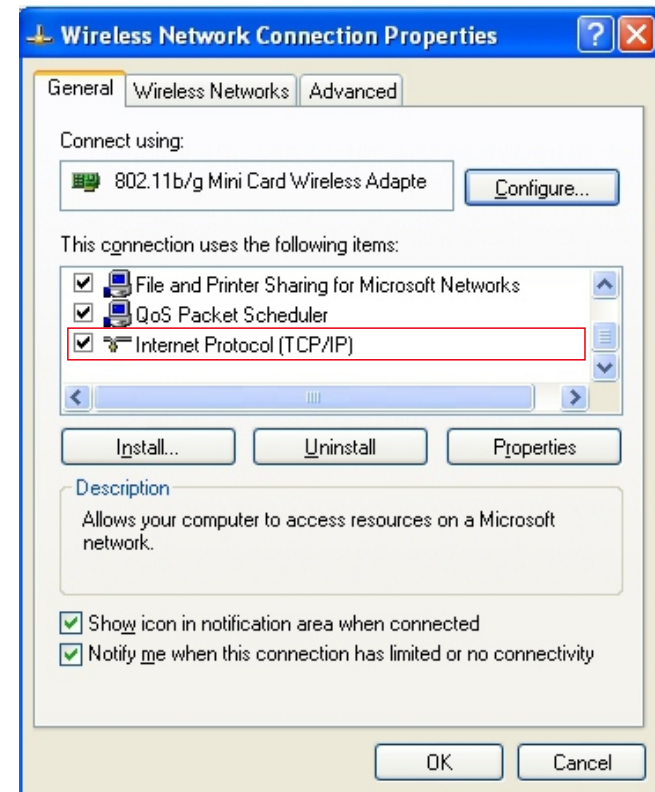 Wireless Network Connection Properties
General Wireless Networks Advanced
Connect using:
802.11b/g Mini Card Wireless Adapte
Configure...
This connection uses the following items:
File and Printer Sharing for Microsoft Networks
QoS Packet Scheduler
Internet Protocol (TCP/IP)
Install... Uninstall Properties
Description
Allows your computer to access resources on a Microsoft
network.
Show icon in notification area when connected
Notify me when this connection has limited or no connectivity
OK Cancel